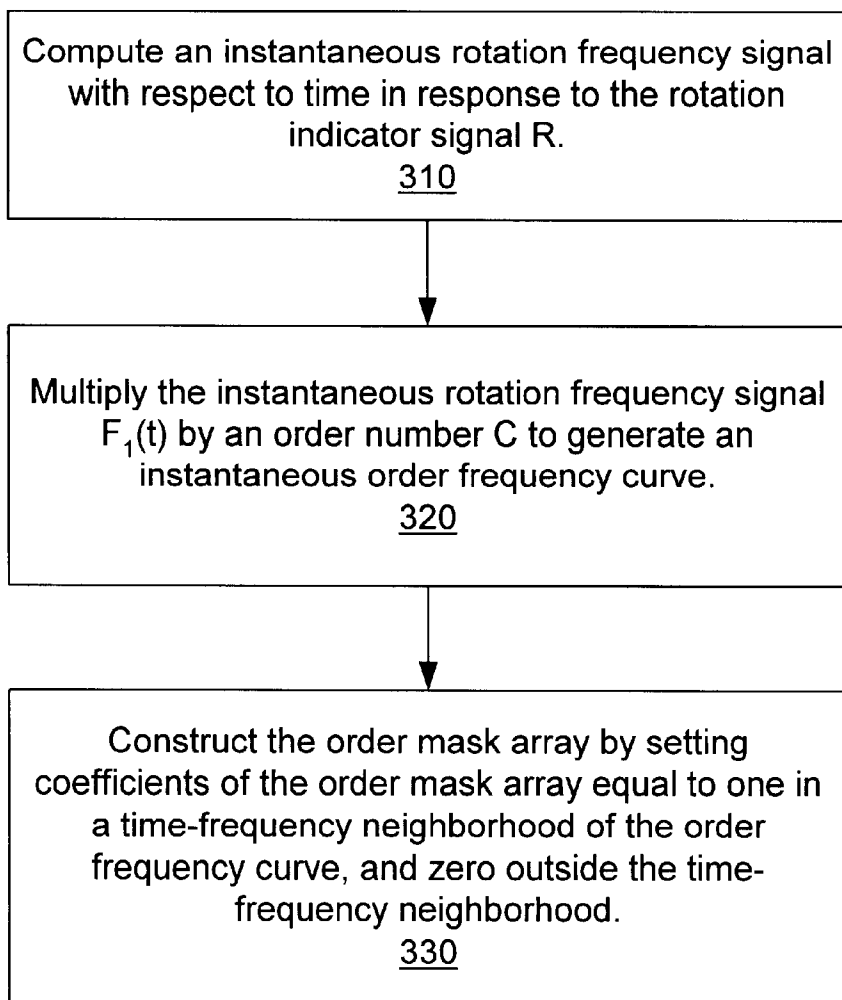 Compute an instantaneous rotation frequency signal
with respect to time in response to the rotation
indicator signal R.
310
Multiply the instantaneous rotation frequency signal
F₁(t) by an order number C to generate an
instantaneous order frequency curve.
320
Construct the order mask array by setting
coefficients of the order mask array equal to one in
a time-frequency neighborhood of the order
frequency curve, and zero outside the time-
frequency neighborhood.
330